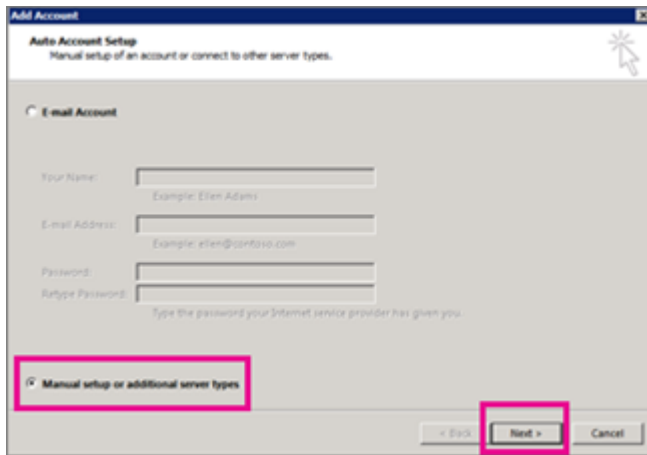 Add Account
Auto Account Setup
Manual setup of an account or connect to other server types.
E-mail Account
Your Name:
Example: Ellen Adams
E-mail Address:
Example: ellen@contoso.com
Password:
Retype Password:
Type the password your Internet service provider has given you.
Manual setup or additional server types
< Back Next > Cancel